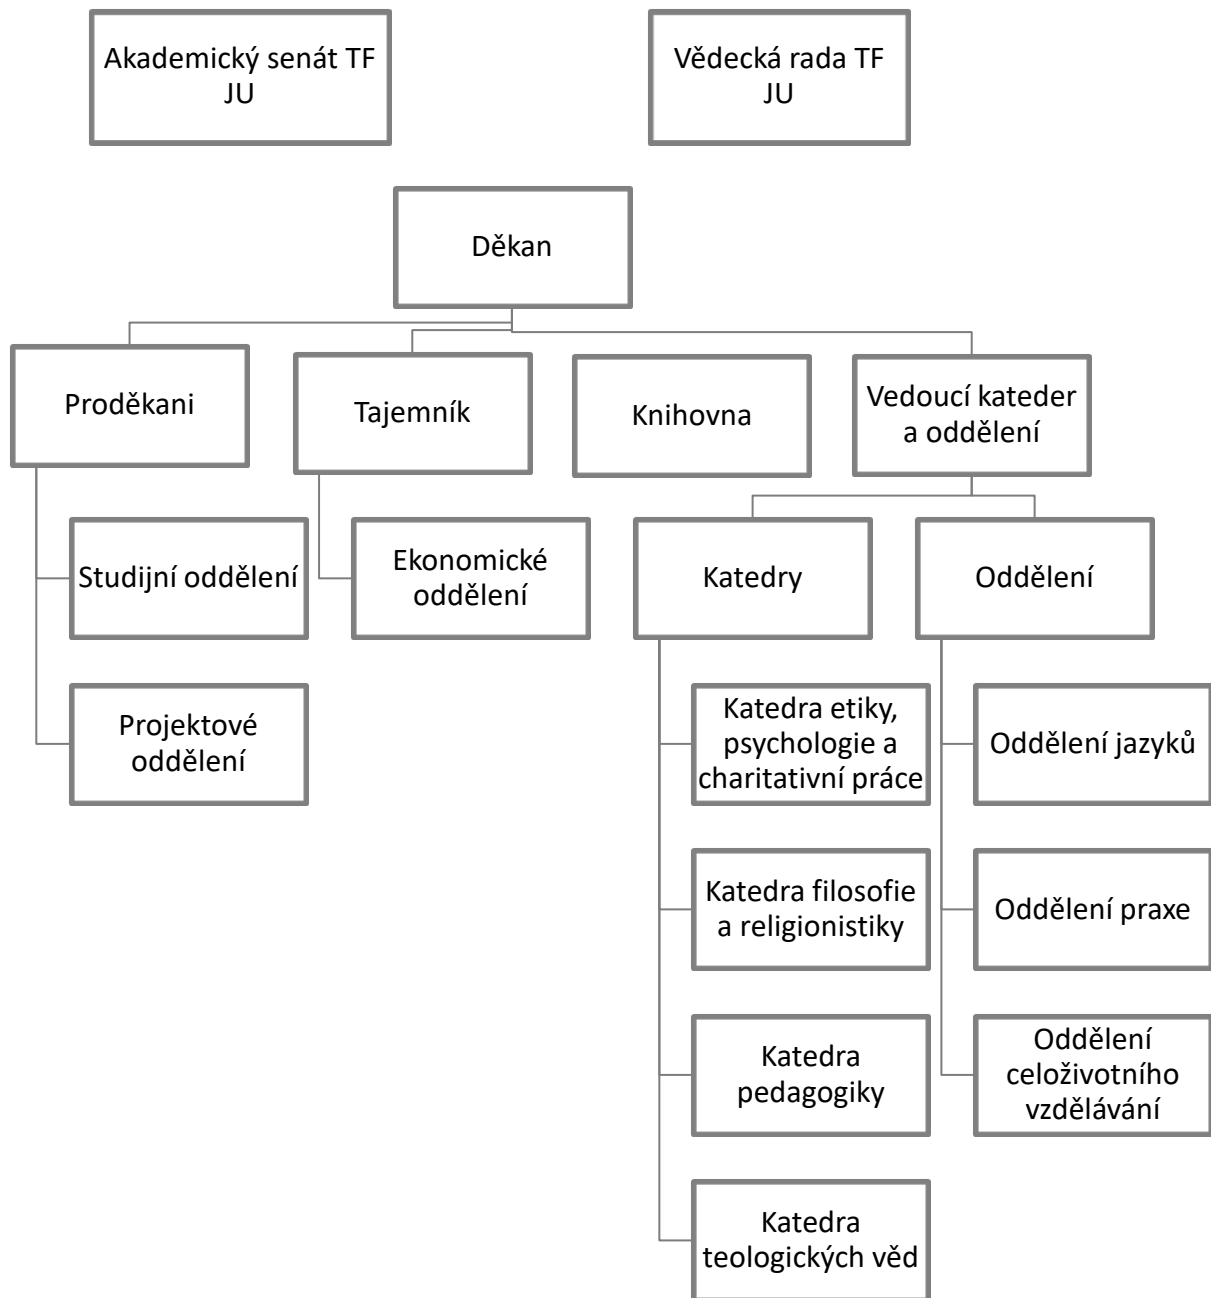 Akademický senát TF
JU
Vědecká rada TF
JU
Děkan
Proděkani
Tajemník
Knihovna
Vedoucí kateder
a oddělení
Studijní oddělení
Ekonomické
oddělení
Katedry
Oddělení
Projektové
oddělení
Katedra etiky,
psychologie a
charitativní práce
Oddělení jazyků
Katedra filosofie
a religionistiky
Oddělení praxe
Katedra
pedagogiky
Oddělení
celoživotního
vzdělávání
Katedra
teologických věd